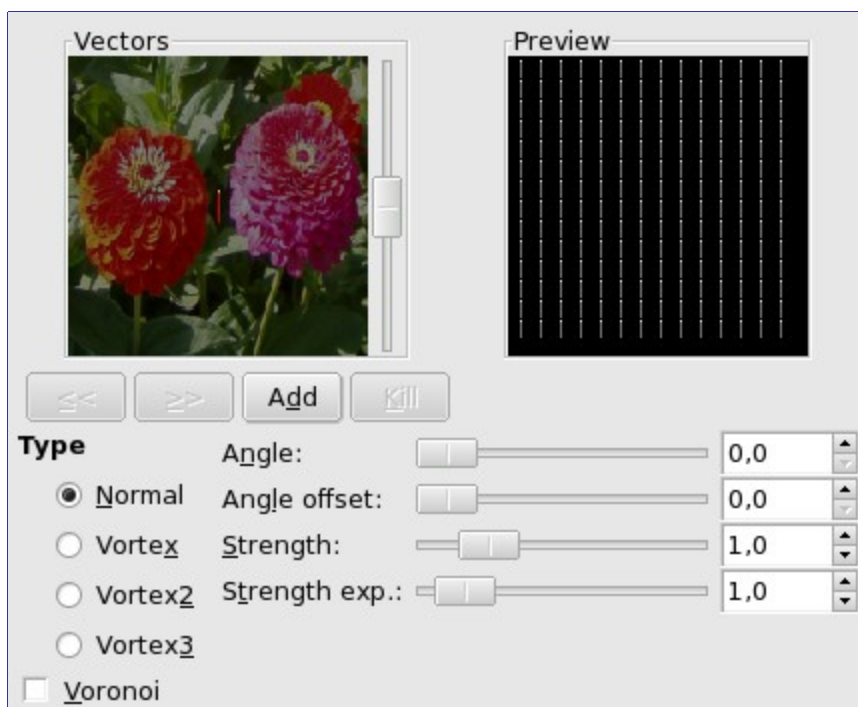 Vectors
Preview
<< >> Add Kill
Type
Angle: 0,0
Normal
Angle offset: 0,0
Vortex
Strength: 1,0
Vortex2
Strength exp.: 1,0
Vortex3
Voronoi